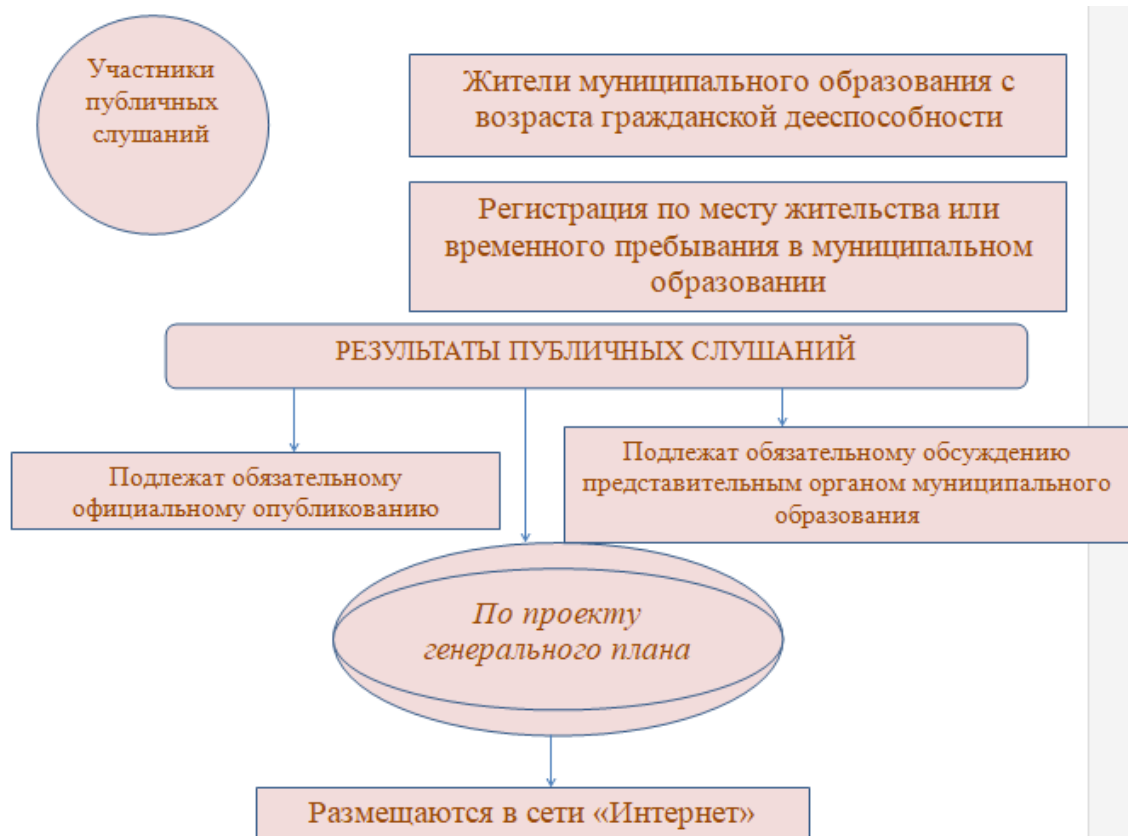 Участники
публичных
слушаний
Жители муниципального образования с
возраста гражданской дееспособности
Регистрация по месту жительства или
временного пребывания в муниципальном
образовании
РЕЗУЛЬТАТЫ ПУБЛИЧНЫХ СЛУШАНИЙ
Подлежат обязательному
официальному опубликованию
Подлежат обязательному обсуждению
представительным органом муниципального
образования
По проекту
генерального плана
Размещаются в сети «Интернет»